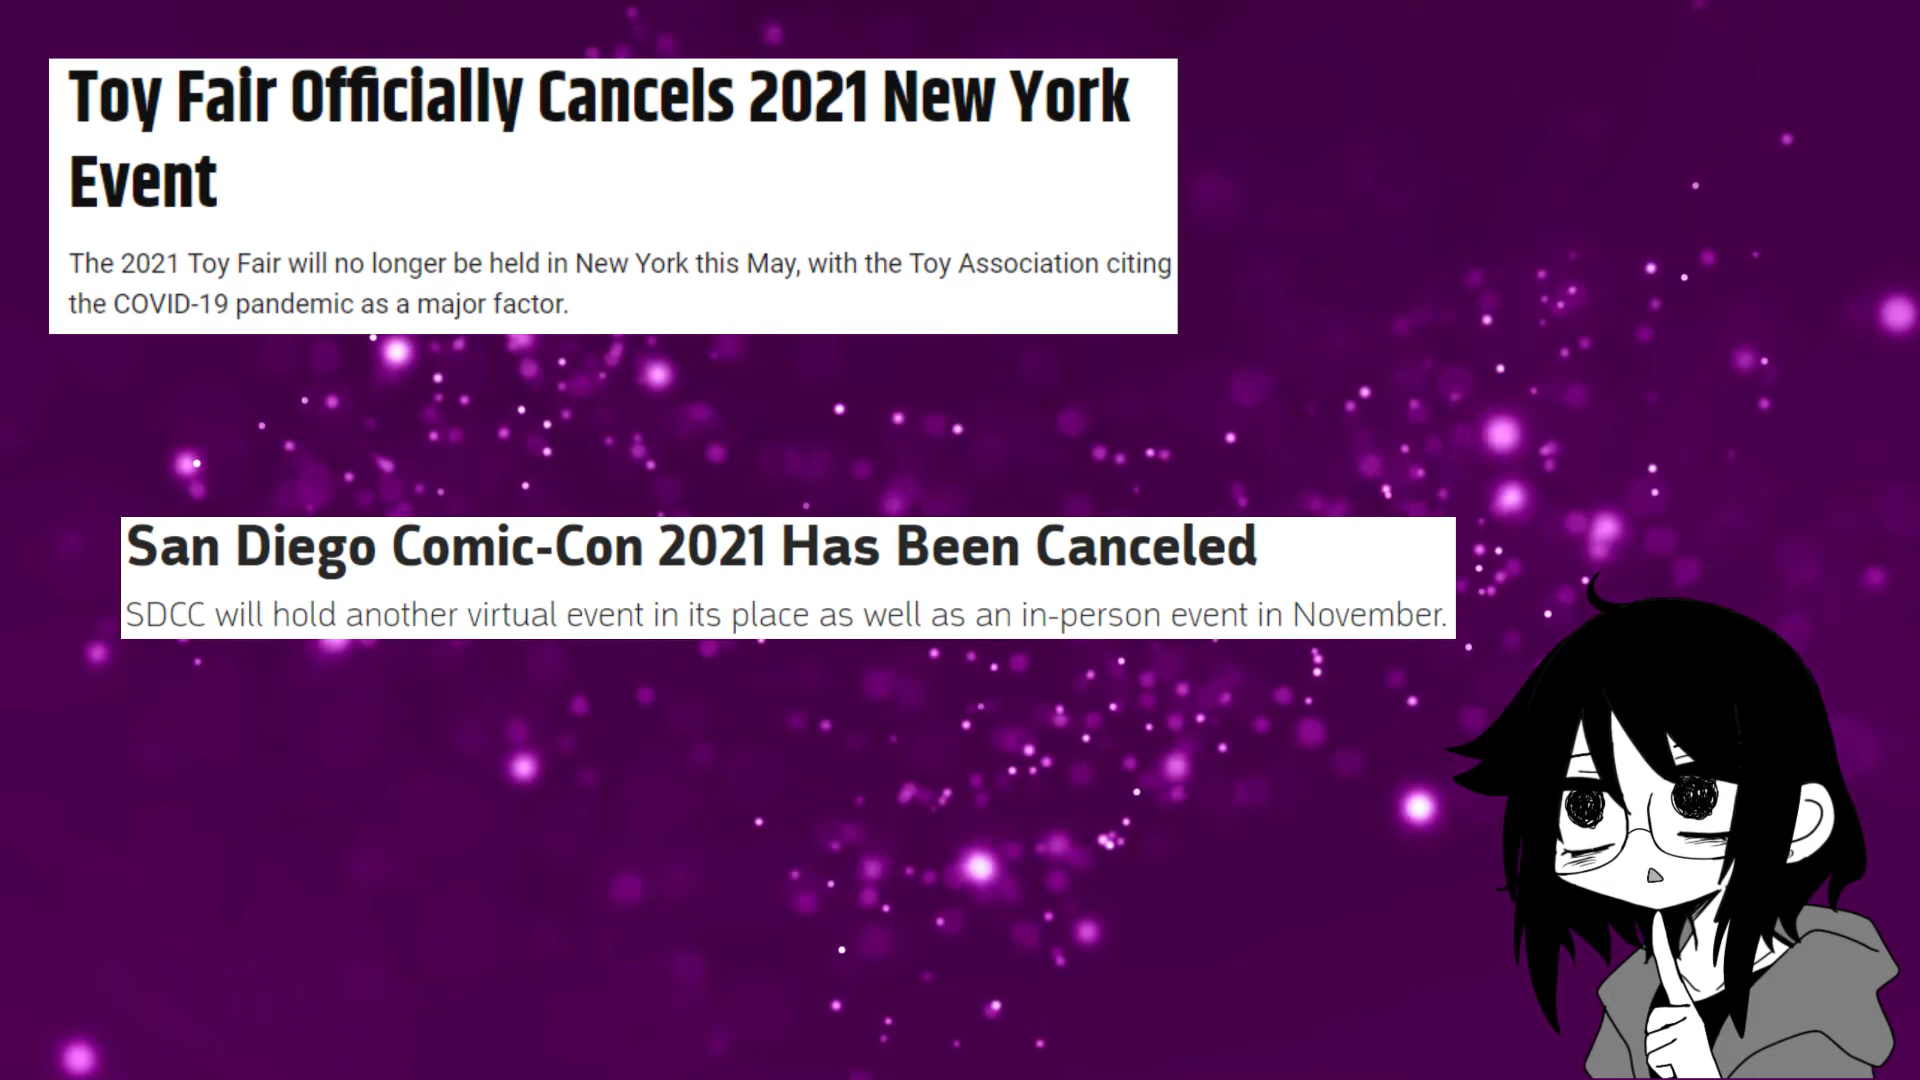 Toy Fair Officially Cancels 2021 New York
Event
The 2021 Toy Fair will no longer be held in New York this May, with the Toy Association citing
the COVID-19 pandemic as a major factor.
San Diego Comic-Con 2021 Has Been Canceled
SDCC will hold another virtual event in its place as well as an in-person event in November.